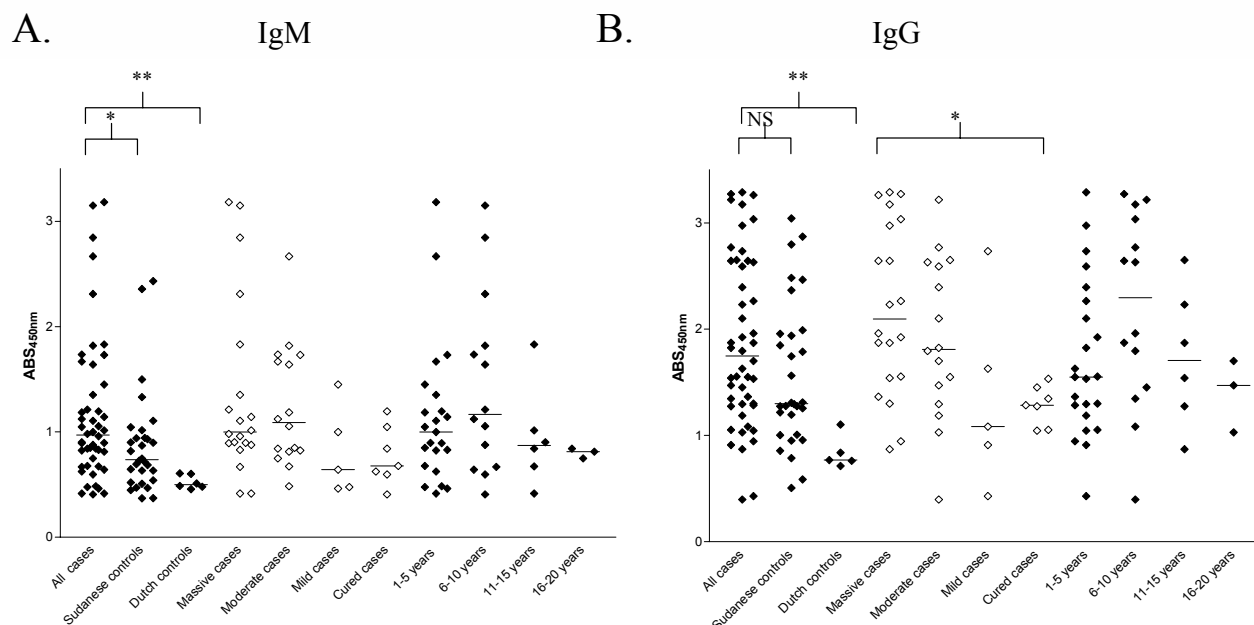 A.
IgM
**
*
ABS450nm
3
2
1
0
All cases
Sudanese controls
Dutch controls
Massive cases
Moderate cases
Mild cases
Cured cases
1-5 years
6-10 years
11-15 years
16-20 years
B.
IgG
**
NS
*
ABS450nm
3
2
1
0
All cases
Sudanese controls
Dutch controls
Massive cases
Moderate cases
Mild cases
Cured cases
1-5 years
6-10 years
11-15 years
16-20 years